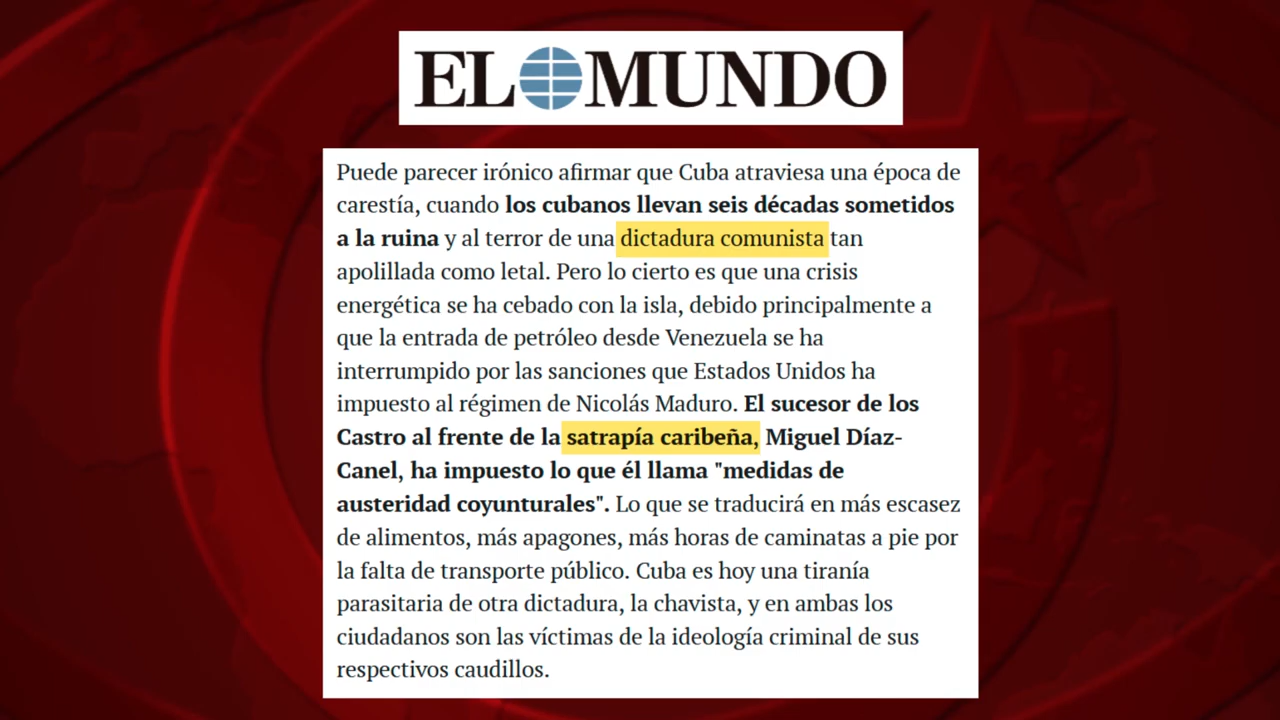 EL MUNDO
Puede parecer irónico afirmar que Cuba atraviesa una época de
carestía, cuando los cubanos llevan seis décadas sometidos
a la ruina y al terror de una dictadura comunista tan
apolillada como letal. Pero lo cierto es que una crisis
energética se ha cebado con la isla, debido principalmente a
que la entrada de petróleo desde Venezuela se ha
interrumpido por las sanciones que Estados Unidos ha
impuesto al régimen de Nicolás Maduro. El sucesor de los
Castro al frente de la satrapía caribeña, Miguel Díaz-
Canel, ha impuesto lo que él llama "medidas de
austeridad coyunturales". Lo que se traducirá en más escasez
de alimentos, más apagones, más horas de caminatas a pie por
la falta de transporte público. Cuba es hoy una tiranía
parasitaria de otra dictadura, la chavista, y en ambas los
ciudadanos son las víctimas de la ideología criminal de sus
respectivos caudillos.